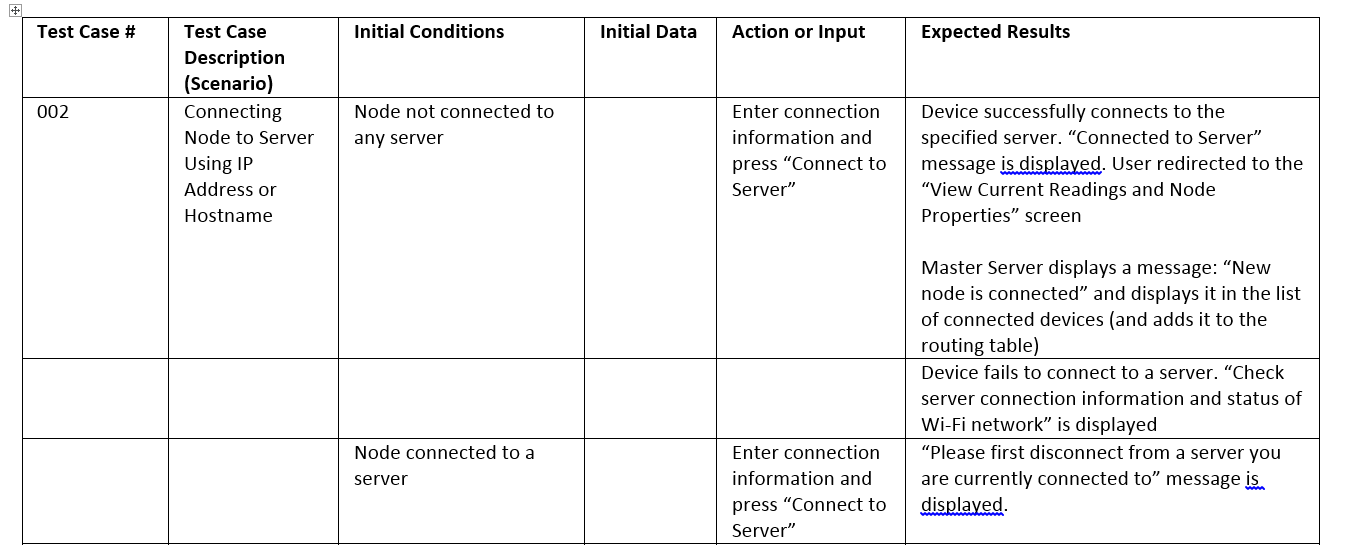 Test Case #
Test Case
Description
(Scenario)
Initial Conditions
Initial Data
Action or Input
Expected Results
002
Connecting
Node to Server
Using IP
Address or
Hostname
Node not connected to
any server
Enter connection
information and
press “Connect to
Server”
Device successfully connects to the
specified server. “Connected to Server”
message is displayed. User redirected to the
“View Current Readings and Node
Properties” screen
Master Server displays a message: “New
node is connected” and displays it in the list
of connected devices (and adds it to the
routing table)
Device fails to connect to a server. “Check
server connection information and status of
Wi-Fi network” is displayed
Node connected to a
server
Enter connection
information and
press “Connect to
Server”
“Please first disconnect from a server you
are currently connected to” message is
displayed.